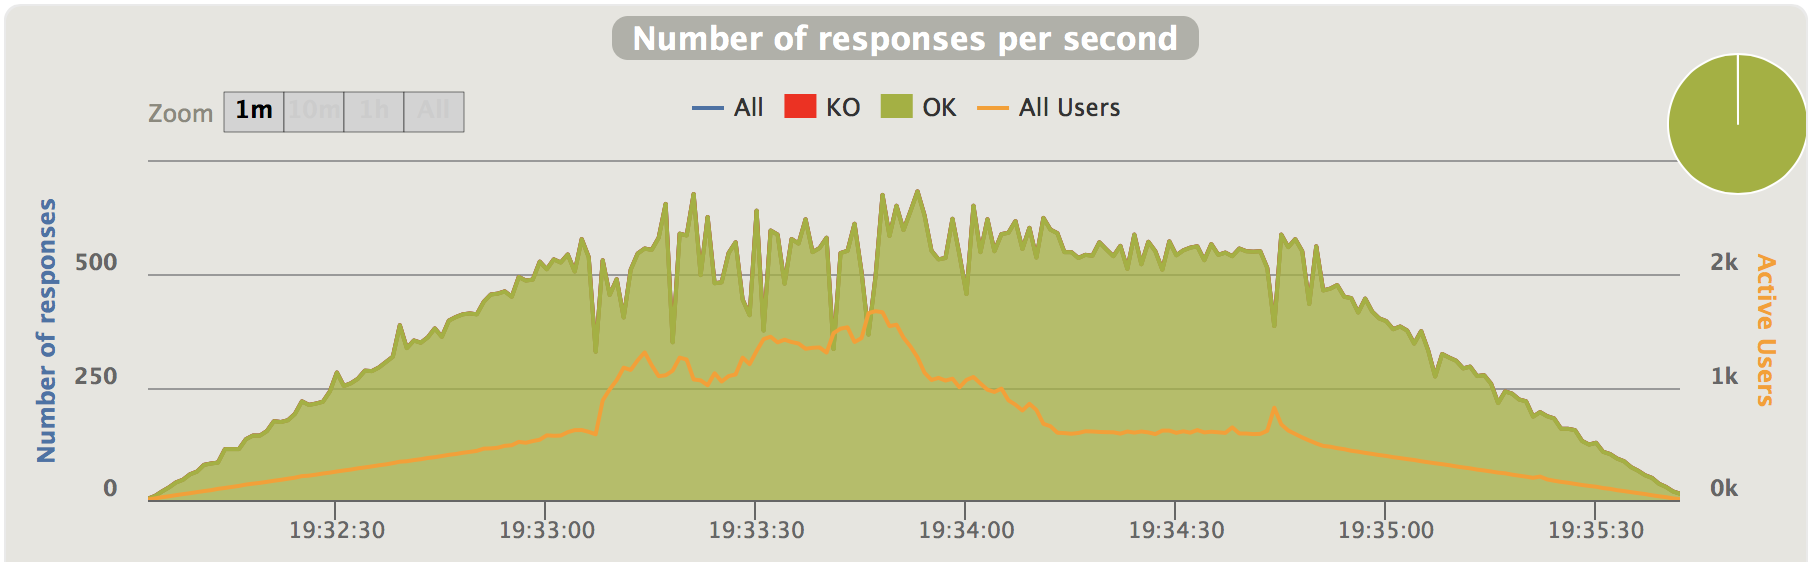 Number of responses per second
Zoom 1m 10m 1h All
All KO OK All Users
Number of responses
500
250
0
2k
1k
0k
Active Users
19:32:30 19:33:00 19:33:30 19:34:00 19:34:30 19:35:00 19:35:30